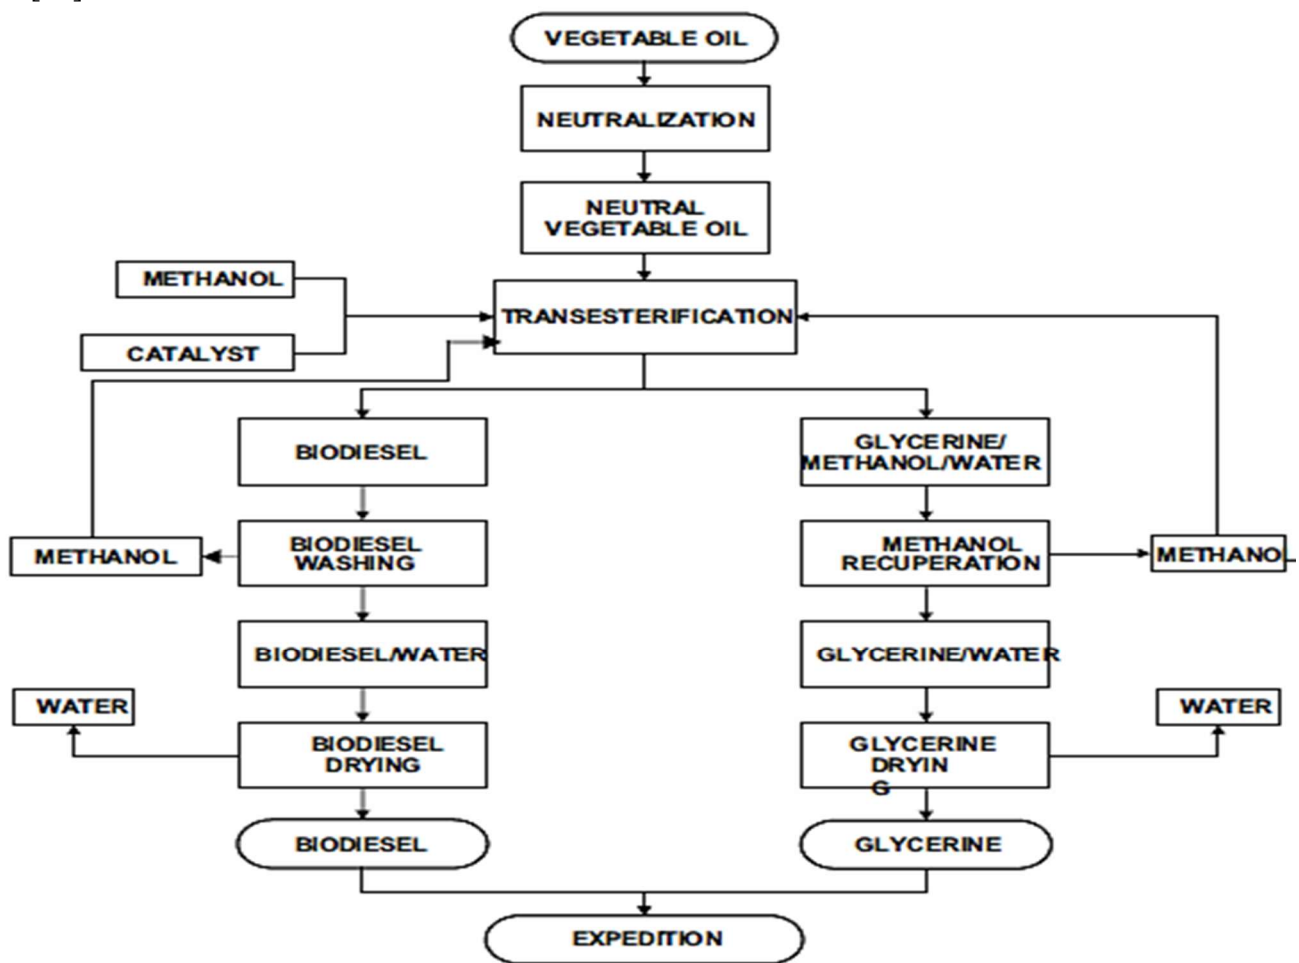 VEGETABLE OIL
NEUTRALIZATION
NEUTRAL
VEGETABLE OIL
METHANOL
TRANSESTERIFICATION
CATALYST
BIODIESEL
GLYCERINE/
METHANOL/WATER
METHANOL
BIODIESEL
WASHING
METHANOL
RECUPERATION
METHANOL
BIODIESEL/WATER
GLYCERINE/WATER
WATER
BIODIESEL
DRYING
GLYCERINE
DRYIN
G
WATER
BIODIESEL
GLYCERINE
EXPEDITION